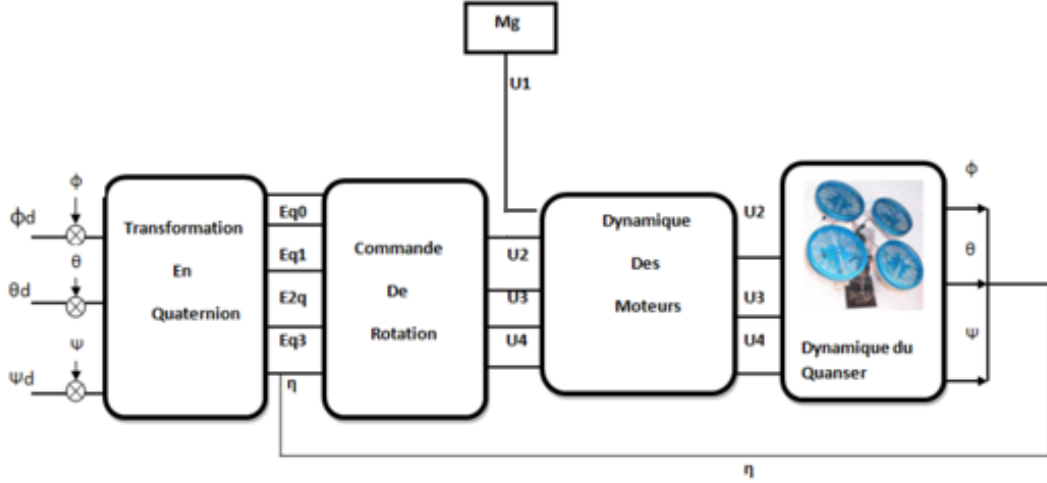 Mg
U1
ϕ
ϕd
θ
θd
Ψ
Ψd
Transformation
En
Quaternion
Eq0
Eq1
E2q
Eq3
η
Commande
De
Rotation
U2
U3
U4
Dynamique
Des
Moteurs
U2
U3
U4
Dynamique du
Quanser
ϕ
θ
Ψ
η